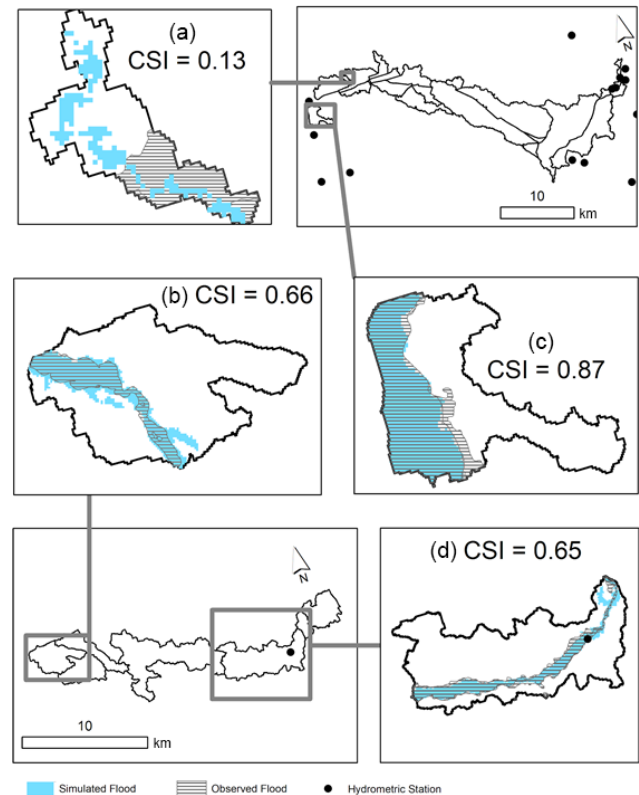 (a)
CSI = 0.13
N
10
km
(b) CSI = 0.66
(c)
CSI = 0.87
N
10
km
(d) CSI = 0.65
Simulated Flood Observed Flood Hydrometric Station